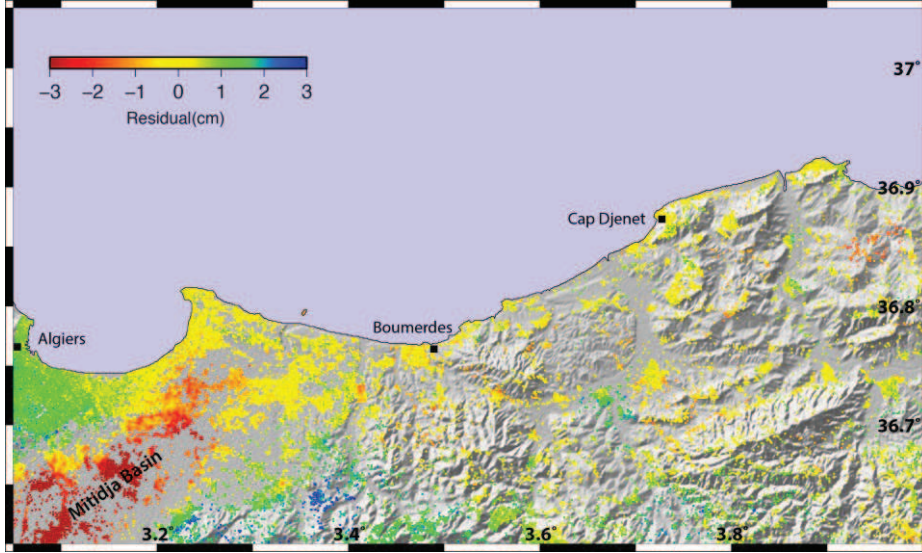 −3 −2 −1 0 1 2 3
Residual(cm)
37°
36.9°
Cap Djenet
36.8°
Algiers
Boumerdes
36.7°
Mitidja Basin
3.2° 3.4° 3.6° 3.8°